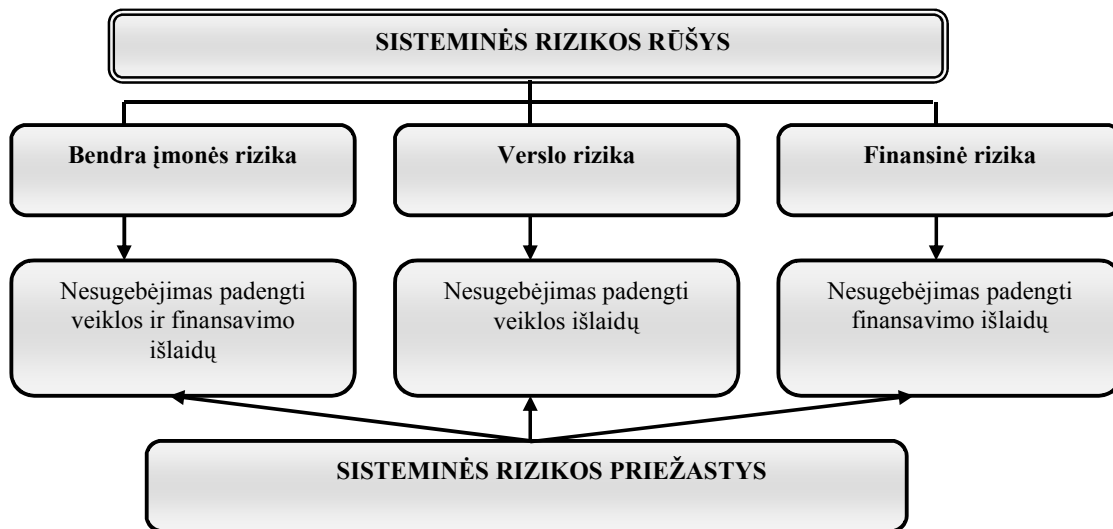 SISTEMINĖS RIZIKOS RŪŠYS
Bendra įmonės rizika
Verslo rizika
Finansinė rizika
Nesugebėjimas padengti
veiklos ir finansavimo
išlaidų
Nesugebėjimas padengti
veiklos išlaidų
Nesugebėjimas padengti
finansavimo išlaidų
SISTEMINĖS RIZIKOS PRIEŽASTYS